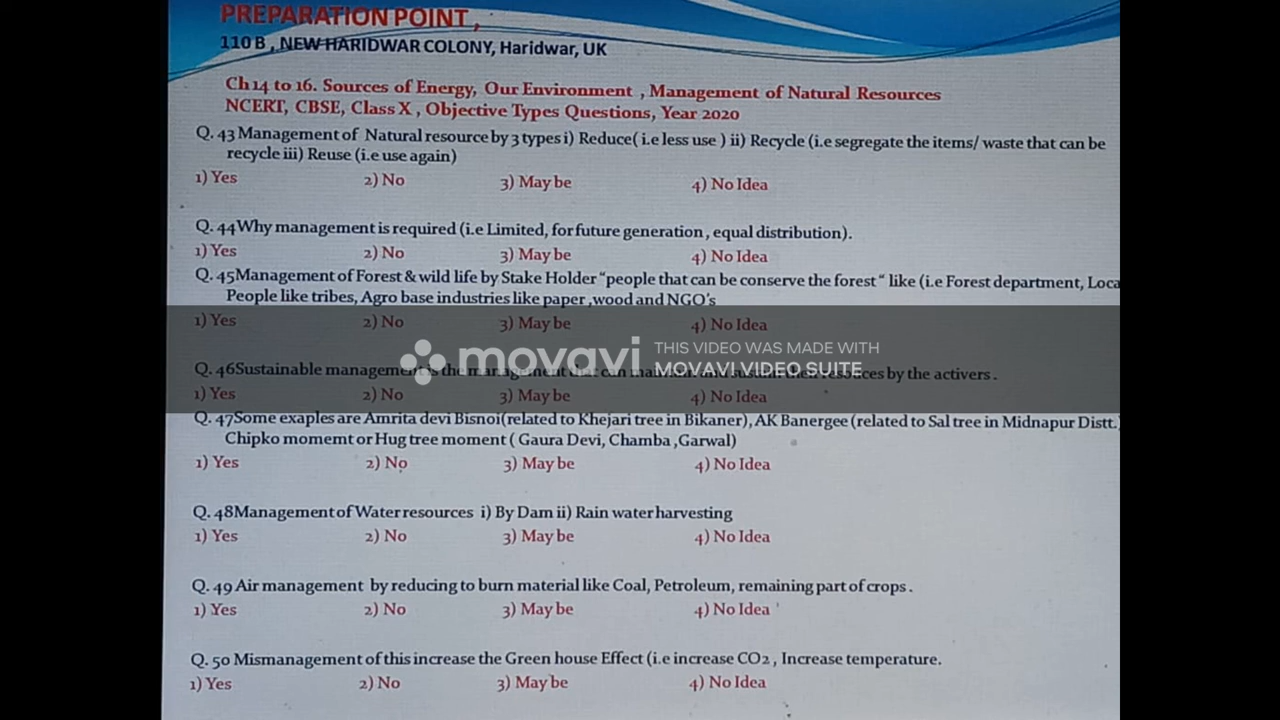 PREPARATION POINT ,
110 B , NEW HARIDWAR COLONY, Haridwar, UK
Ch 14 to 16. Sources of Energy, Our Environment , Management of Natural Resources
NCERT, CBSE, Class X , Objective Types Questions, Year 2020
Q. 43 Management of Natural resource by 3 types i) Reduce( i.e less use ) ii) Recycle (i.e segregate the items/ waste that can be
recycle iii) Reuse (i.e use again)
1) Yes 2) No 3) May be 4) No Idea
Q. 44Why management is required (i.e Limited, for future generation , equal distribution).
1) Yes 2) No 3) May be 4) No Idea
Q. 45Management of Forest & wild life by Stake Holder “people that can be conserve the forest “ like (i.e Forest department, Loca
People like tribes, Agro base industries like paper ,wood and NGO’s
1) Yes 2) No 3) May be 4) No Idea
movavi THIS VIDEO WAS MADE WITH
MOVAVI VIDEO SUITE
Q. 46Sustainable management is the management that can and sustain by the activers .
1) Yes 2) No 3) May be 4) No Idea
Q. 47Some exaples are Amrita devi Bisnoi(related to Khejari tree in Bikaner), AK Banergee (related to Sal tree in Midnapur Distt.)
Chipko momemt or Hug tree moment ( Gaura Devi, Chamba ,Garwal)
1) Yes 2) No 3) May be 4) No Idea
Q. 48Management of Water resources i) By Dam ii) Rain water harvesting
1) Yes 2) No 3) May be 4) No Idea
Q. 49 Air management by reducing to burn material like Coal, Petroleum, remaining part of crops .
1) Yes 2) No 3) May be 4) No Idea
Q. 50 Mismanagement of this increase the Green house Effect (i.e increase CO2 , Increase temperature.
1) Yes 2) No 3) May be 4) No Idea